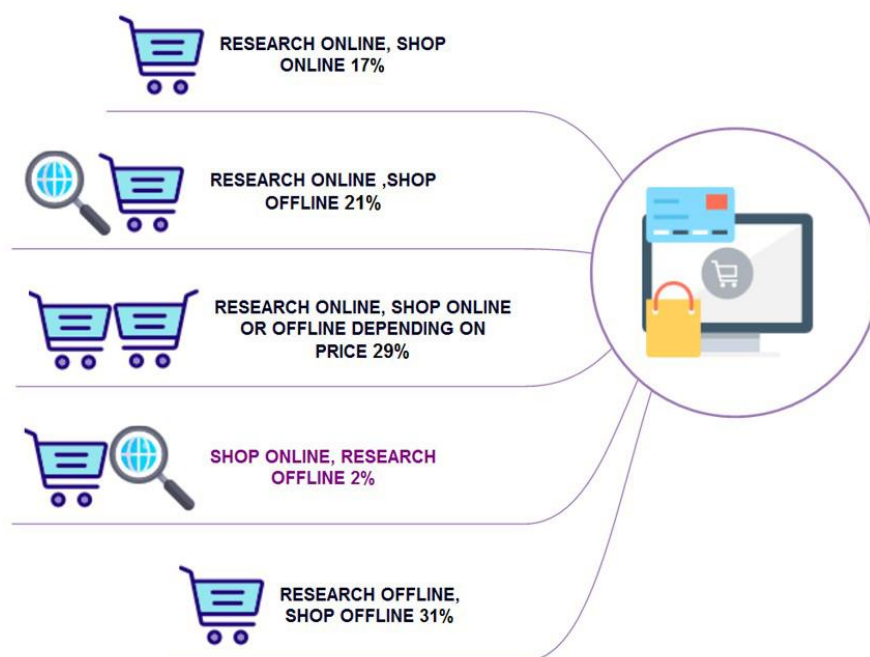 RESEARCH ONLINE, SHOP
ONLINE 17%
RESEARCH ONLINE ,SHOP
OFFLINE 21%
RESEARCH ONLINE, SHOP ONLINE
OR OFFLINE DEPENDING ON
PRICE 29%
SHOP ONLINE, RESEARCH
OFFLINE 2%
RESEARCH OFFLINE,
SHOP OFFLINE 31%